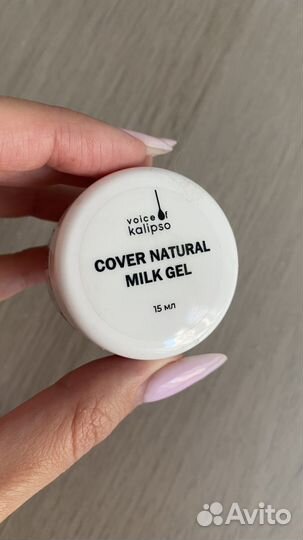 voice of
kalipso
COVER NATURAL
MILK GEL
15 мл
Avito